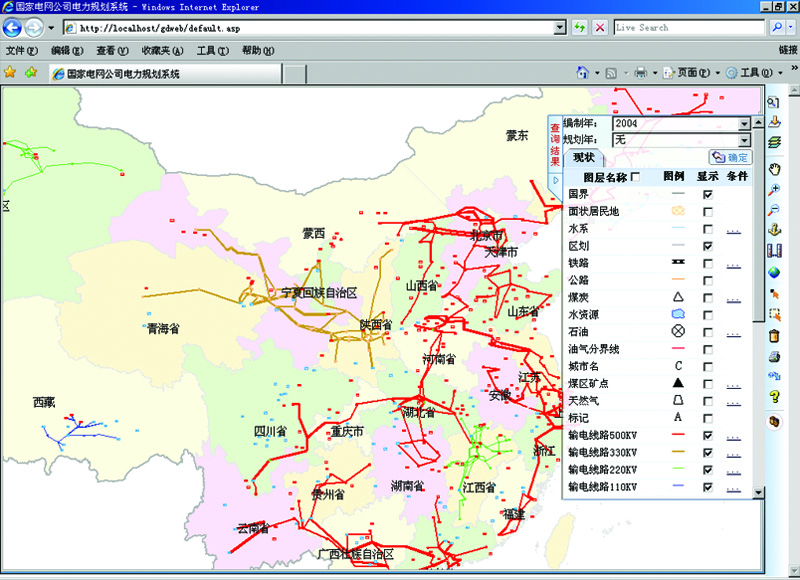 国家电网公司电力规划系统 - Windows Internet Explorer
http://localhost/gdweb/default.asp
Live Search
文件(F) 编辑(E) 查看(V) 收藏夹(A) 工具(T) 帮助(H) 链接
国家电网公司电力规划系统
页面(P) 工具(O)
查询结果
编制年: 2004
规划年: 无
现状
确定
图层名称 图例 显示 条件
国界
面状居民地
水系 ...
区划
铁路 ...
公路
煤炭 ...
水资源
石油 ...
油气分界线
城市名 C
煤区矿点 ...
天然气 ...
标记 A
输电线路500KV ...
输电线路330KV ...
输电线路220KV ...
输电线路110KV ...
蒙东
区
蒙西
北京市
天津市
宁夏回族自治区
山西省
山东省
青海省
陕西省
河南省
江苏
安徽
西藏
湖北省
四川省
重庆市
浙江
贵州省
湖南省
江西省
福建
云南省
广西壮族自治区